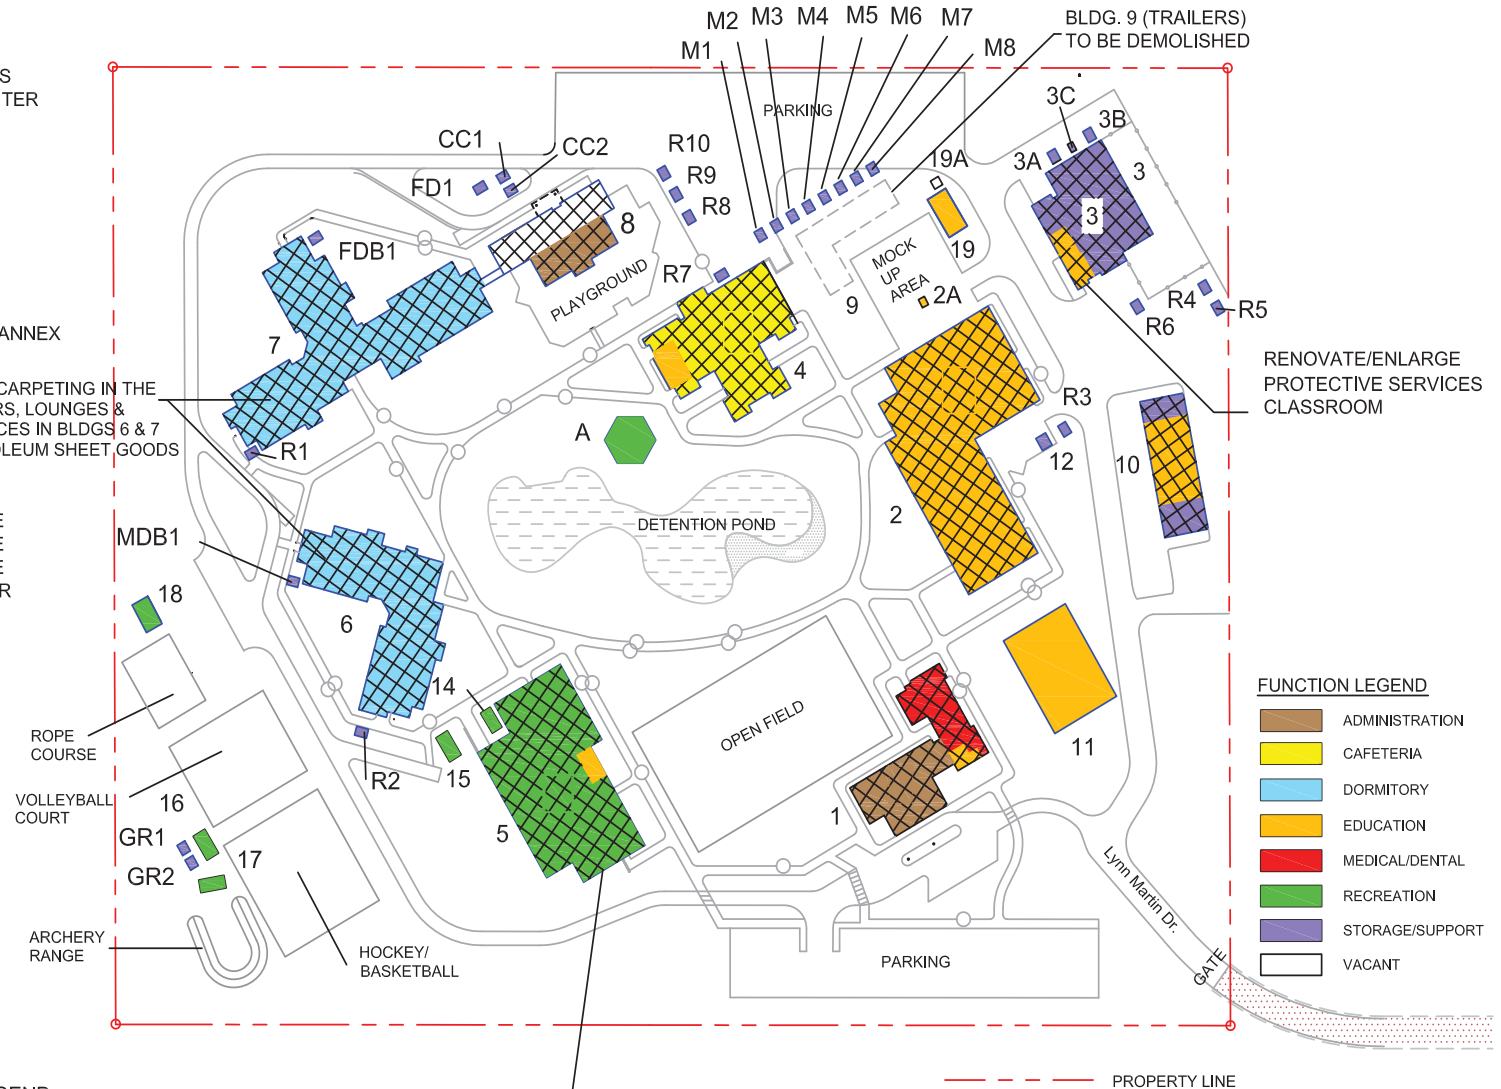 M1
M2
M3
M4
M5
M6
M7
M8
BLDG. 9 (TRAILERS)
TO BE DEMOLISHED
S
TER
PARKING
3C
3B
3A
3
3
CC1
CC2
FD1
R10
R9
R8
19A
19
8
FDB1
PLAYGROUND
R7
MOCK
UP
AREA
2A
9
R4
R5
R6
ANNEX
7
4
RENOVATE/ENLARGE
PROTECTIVE SERVICES
CLASSROOM
CARPETING IN THE
RS, LOUNGES &
CES IN BLDGS 6 & 7
OLEUM SHEET GOODS
R1
A
R3
12
10
2
DETENTION POND
E
E
R
MDB1
18
6
14
15
R2
ROPE
COURSE
VOLLEYBALL
COURT
16
GR1
GR2
17
5
OPEN FIELD
1
11
ARCHERY
RANGE
HOCKEY/
BASKETBALL
PARKING
Lynn Martin Dr.
GATE
FUNCTION LEGEND
ADMINISTRATION
CAFETERIA
DORMITORY
EDUCATION
MEDICAL/DENTAL
RECREATION
STORAGE/SUPPORT
VACANT
PROPERTY LINE